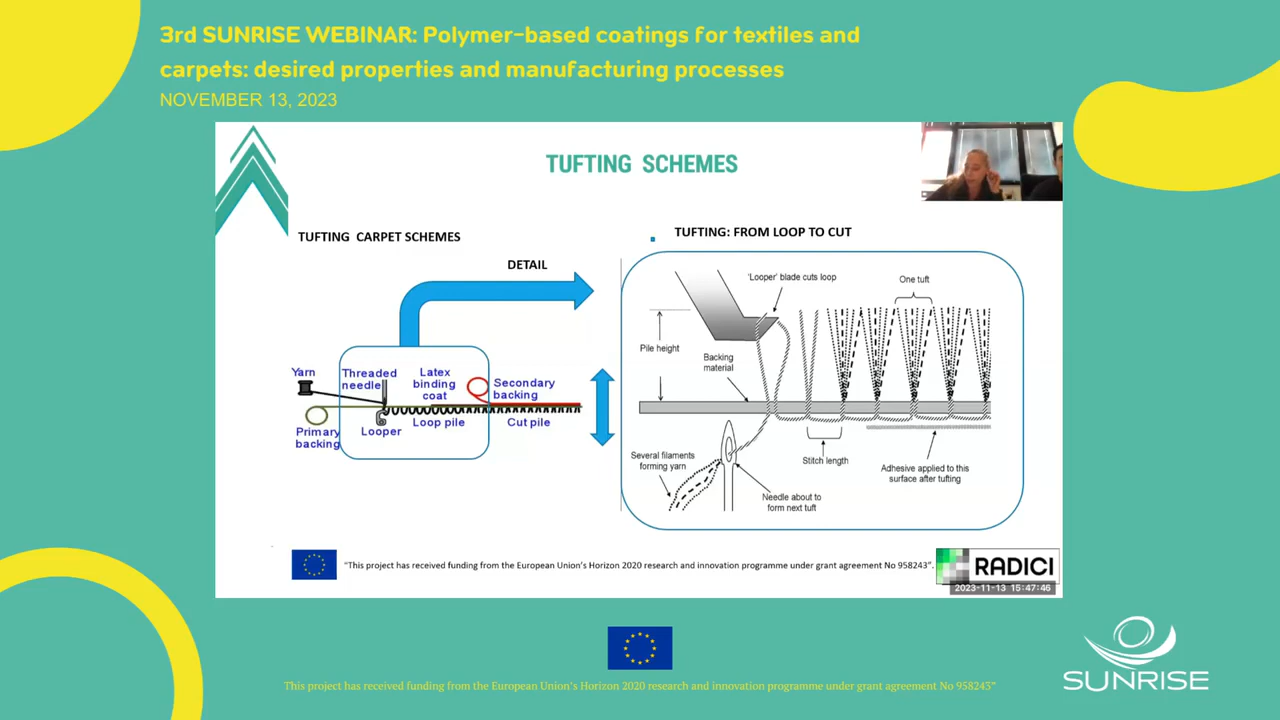 3rd SUNRISE WEBINAR: Polymer-based coatings for textiles and
carpets: desired properties and manufacturing processes
NOVEMBER 13, 2023
TUFTING SCHEMES
TUFTING CARPET SCHEMES
DETAIL
Yarn
Threaded
needle
Latex
binding
coat
Secondary
backing
Primary
backing
Looper
Loop pile
Cut pile
TUFTING: FROM LOOP TO CUT
'Looper' blade cuts loop
One tuft
Pile height
Backing
material
Several filaments
forming yarn
Stitch length
Adhesive applied to this
surface after tufting
Needle about to
form next tuft
"This project has received funding from the European Union's Horizon 2020 research and innovation programme under grant agreement No 958243".
RADICI
2023-11-13 15:47:46
This project has received funding from the European Union's Horizon 2020 research and innovation programme under grant agreement No 958243"
SUNRISE